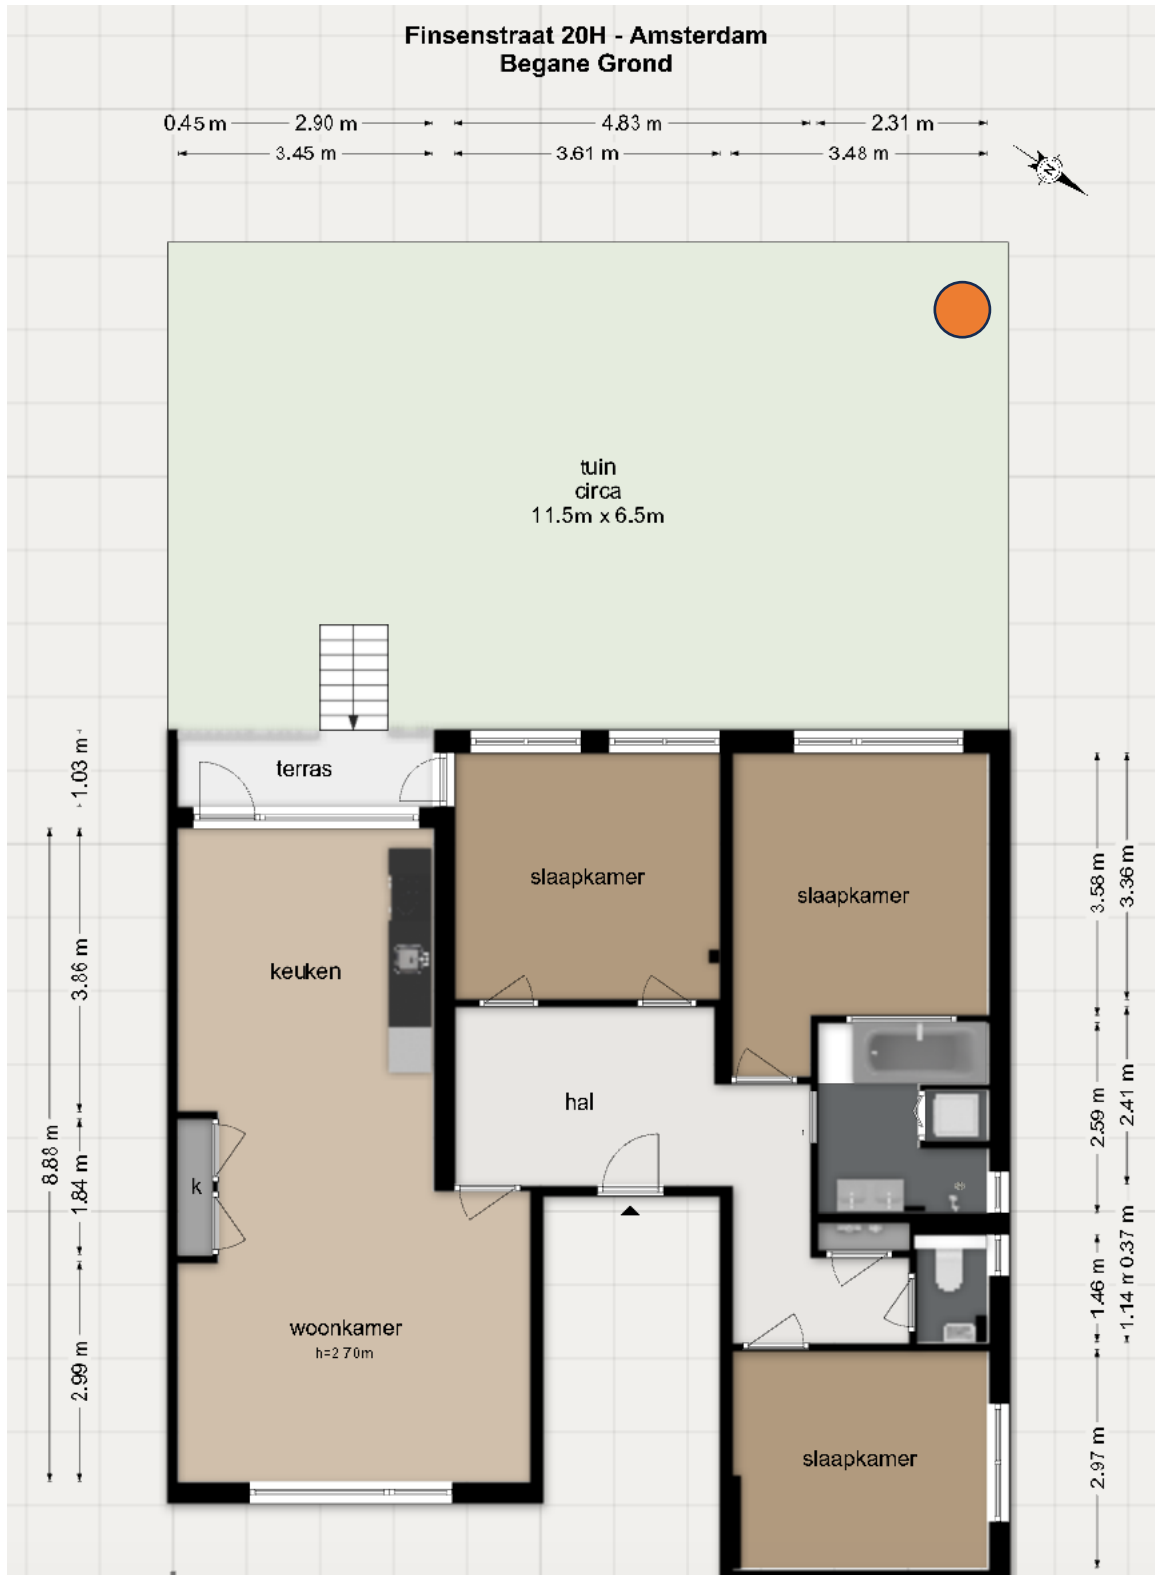 Finsenstraat 20H - Amsterdam
Begane Grond
0.45 m 2.90 m 4.83 m 2.31 m
3.45 m 3.61 m 3.48 m
N
tuin
circa
11.5m x 6.5m
1.03 m
terras
3.58 m
3.36 m
slaapkamer
slaapkamer
3.86 m
keuken
hal
2.59 m
2.41 m
8.88 m
1.84 m
k
1.46 m
1.14 m
0.37 m
woonkamer
h=2.70m
2.99 m
slaapkamer
2.97 m